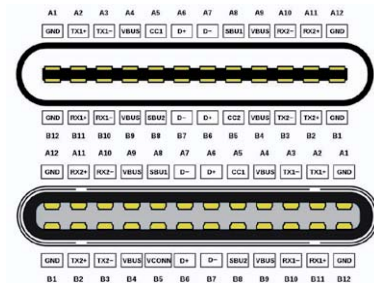 A1 A2 A3 A4 A5 A6 A7 A8 A9 A10 A11 A12
GND TX1+ TX1− VBUS CC1 D+ D− SBU1 VBUS RX2− RX2+ GND
GND RX1+ RX1− VBUS SBU2 D− D+ CC2 VBUS TX2− TX2+ GND
B12 B11 B10 B9 B8 B7 B6 B5 B4 B3 B2 B1
A12 A11 A10 A9 A8 A7 A6 A5 A4 A3 A2 A1
GND RX2+ RX2− VBUS SBU1 D− D+ CC1 VBUS TX1− TX1+ GND
GND TX2+ TX2− VBUS VCONN D+ D− SBU2 VBUS RX1− RX1+ GND
B1 B2 B3 B4 B5 B6 B7 B8 B9 B10 B11 B12